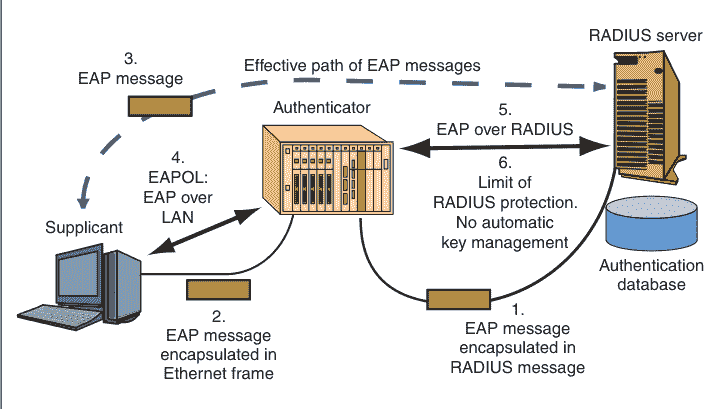 RADIUS server
3.
EAP message
Effective path of EAP messages
Authenticator
5.
EAP over RADIUS
4.
EAPOL:
EAP over
LAN
6.
Limit of
RADIUS protection.
No automatic
key management
Supplicant
Authentication
database
2.
EAP message
encapsulated in
Ethernet frame
1.
EAP message
encapsulated in
RADIUS message